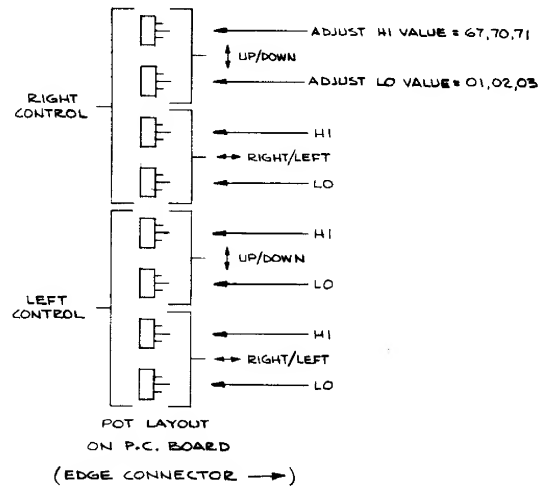 ADJUST HI VALUE = 67,70,71
UP/DOWN
ADJUST LO VALUE = 01,02,03
RIGHT
CONTROL
HI
RIGHT/LEFT
LO
HI
UP/DOWN
LO
LEFT
CONTROL
HI
RIGHT/LEFT
LO
POT LAYOUT
ON P.C. BOARD
(EDGE CONNECTOR →)